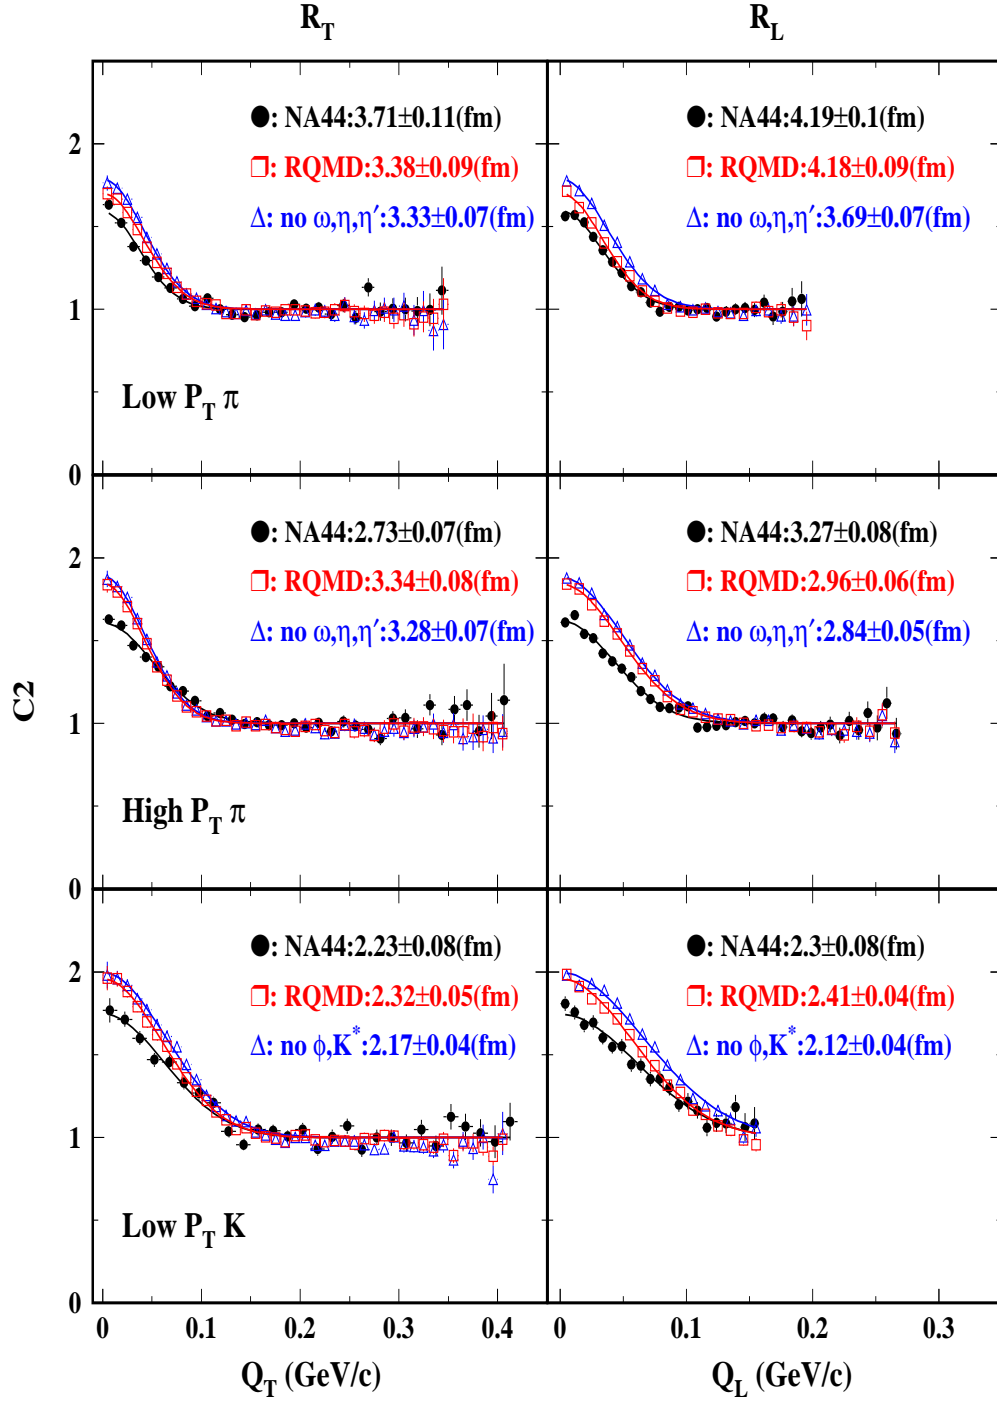 R_T R_L
●: NA44:3.71±0.11(fm)
❒: RQMD:3.38±0.09(fm)
Δ: no ω,η,η′:3.33±0.07(fm)
Low P_T π
●: NA44:4.19±0.1(fm)
❒: RQMD:4.18±0.09(fm)
Δ: no ω,η,η′:3.69±0.07(fm)
2
1
1
●: NA44:2.73±0.07(fm)
❒: RQMD:3.34±0.08(fm)
Δ: no ω,η,η′:3.28±0.07(fm)
High P_T π
●: NA44:3.27±0.08(fm)
❒: RQMD:2.96±0.06(fm)
Δ: no ω,η,η′:2.84±0.05(fm)
2
1
0
C2
●: NA44:2.23±0.08(fm)
❒: RQMD:2.32±0.05(fm)
Δ: no ϕ,K*:2.17±0.04(fm)
Low P_T K
●: NA44:2.3±0.08(fm)
❒: RQMD:2.41±0.04(fm)
Δ: no ϕ,K*:2.12±0.04(fm)
2
1
0
0 0.1 0.2 0.3 0.4
0 0.1 0.2 0.3
Q_T (GeV/c)
Q_L (GeV/c)